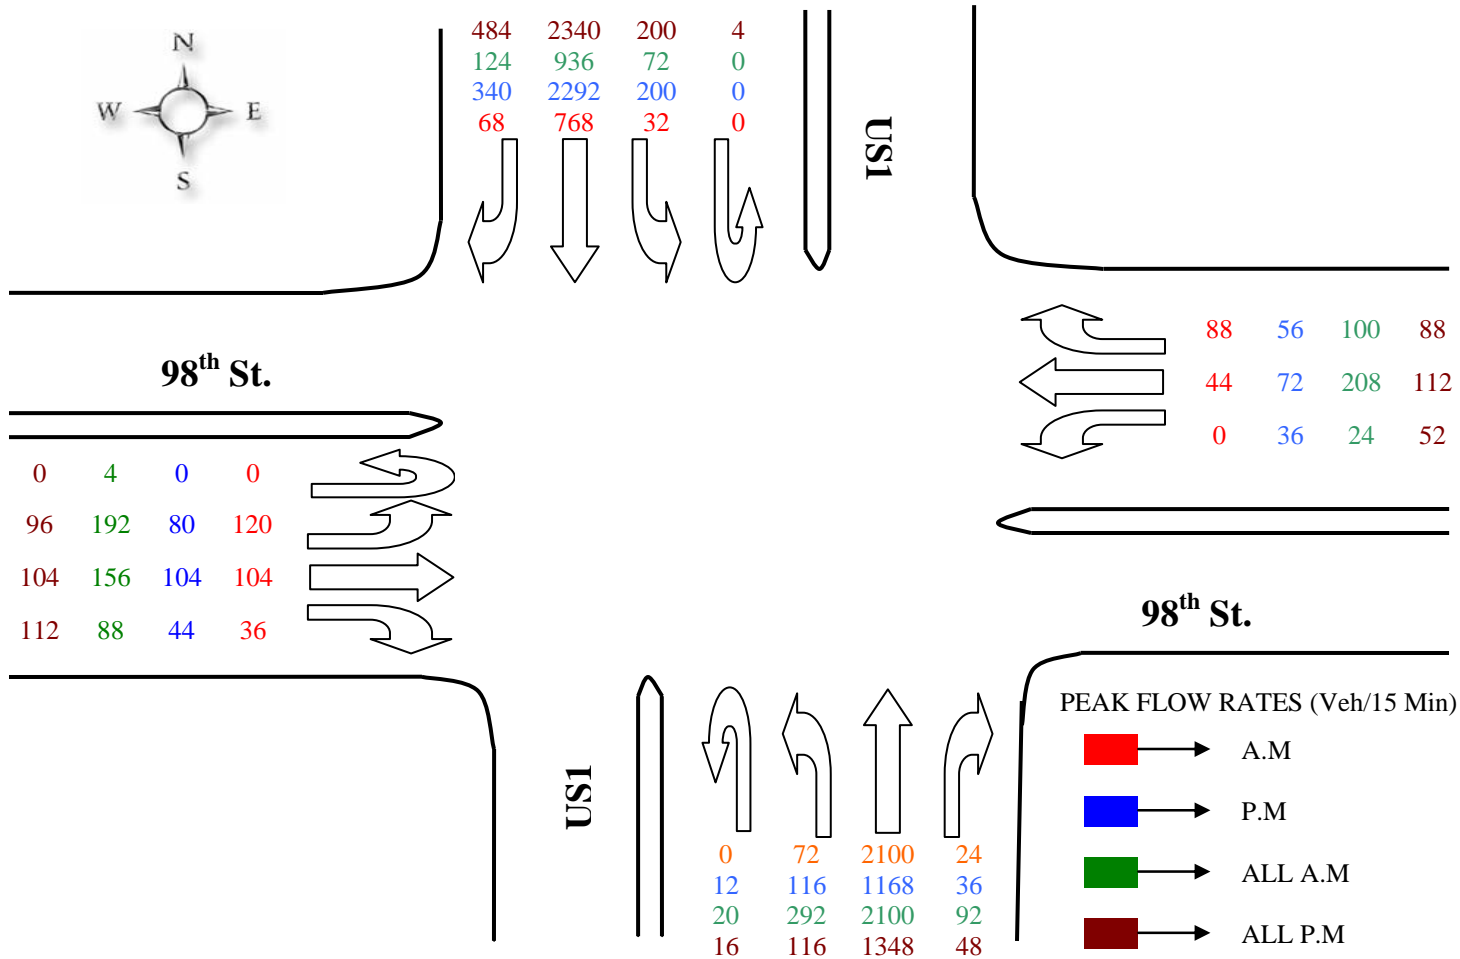 N
W E
S
484 2340 200 4
124 936 72 0
340 2292 200 0
68 768 32 0
US1
98th St.
88 56 100 88
44 72 208 112
0 36 24 52
0 4 0 0
96 192 80 120
104 156 104 104
112 88 44 36
98th St.
US1
0 72 2100 24
12 116 1168 36
20 292 2100 92
16 116 1348 48
PEAK FLOW RATES (Veh/15 Min)
A.M
P.M
ALL A.M
ALL P.M